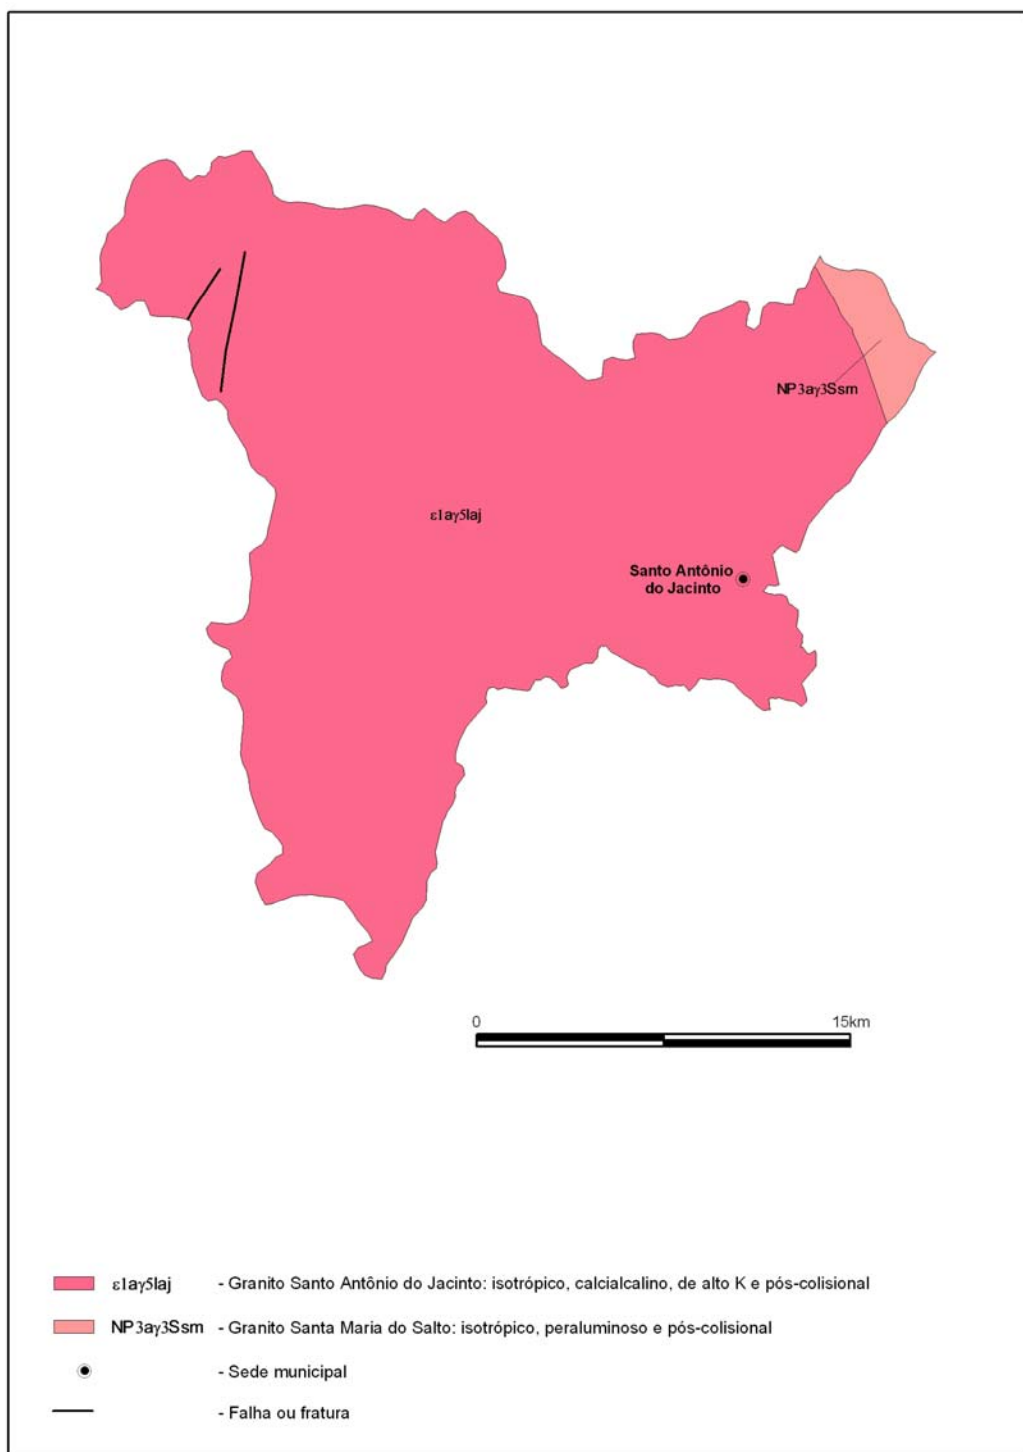 NP3aγ3Ssm
ε1aγ5Iaj
Santo Antônio
do Jacinto
0 15km
ε1aγ5Iaj - Granito Santo Antônio do Jacinto: isotrópico, calcialcalino, de alto K e pós-colisional
NP3aγ3Ssm - Granito Santa Maria do Salto: isotrópico, peraluminoso e pós-colisional
- Sede municipal
- Falha ou fratura